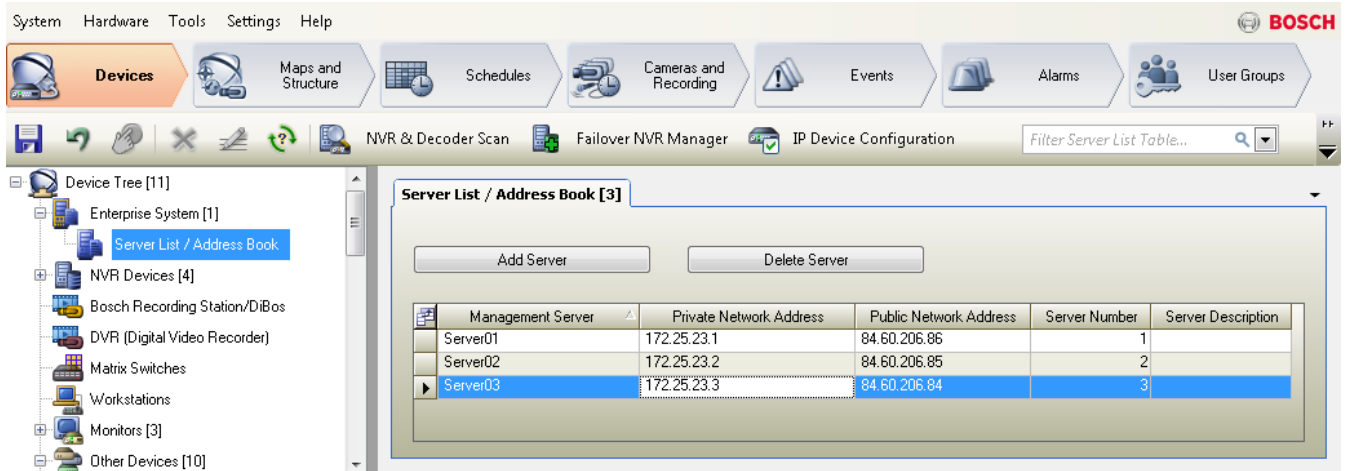 System Hardware Tools Settings Help
BOSCH
Devices
Maps and
Structure
Schedules
Cameras and
Recording
Events
Alarms
User Groups
NVR & Decoder Scan
Failover NVR Manager
IP Device Configuration
Filter Server List Table...
Device Tree [11]
Enterprise System [1]
Server List / Address Book
NVR Devices [4]
Bosch Recording Station/DiBos
DVR (Digital Video Recorder)
Matrix Switches
Workstations
Monitors [3]
Other Devices [10]
Server List / Address Book [3]
Add Server
Delete Server
Management Server Private Network Address Public Network Address Server Number Server Description
Server01 172.25.23.1 84.60.206.86 1
Server02 172.25.23.2 84.60.206.85 2
Server03 172.25.23.3 84.60.206.84 3